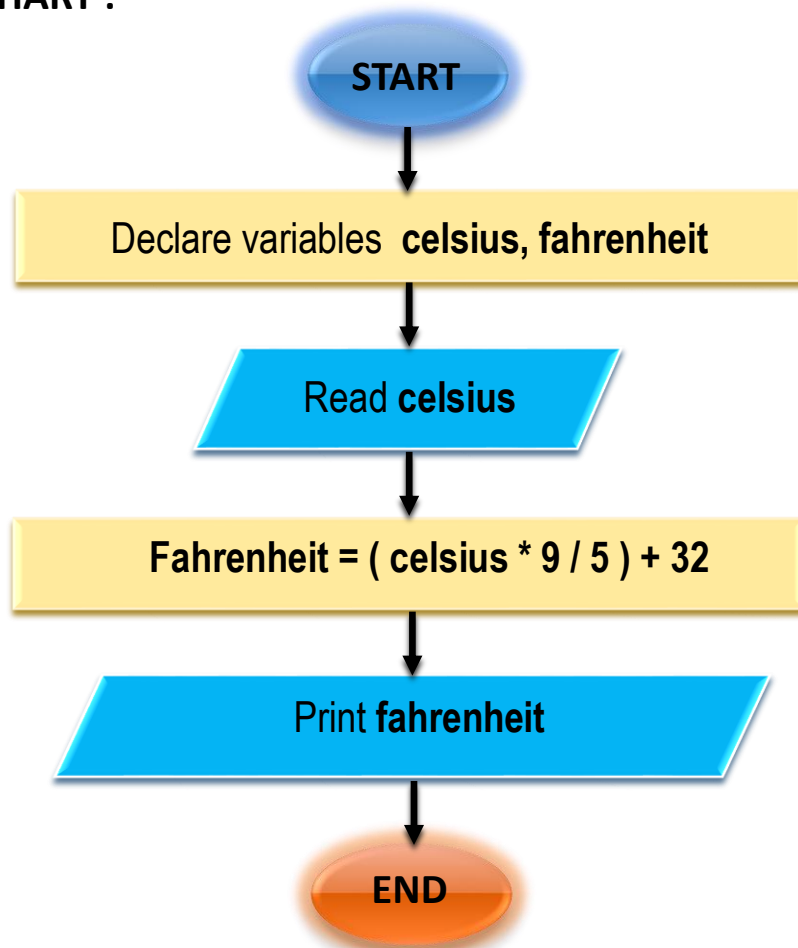 START
Declare variables celsius, fahrenheit
Read celsius
Fahrenheit = ( celsius * 9 / 5 ) + 32
Print fahrenheit
END